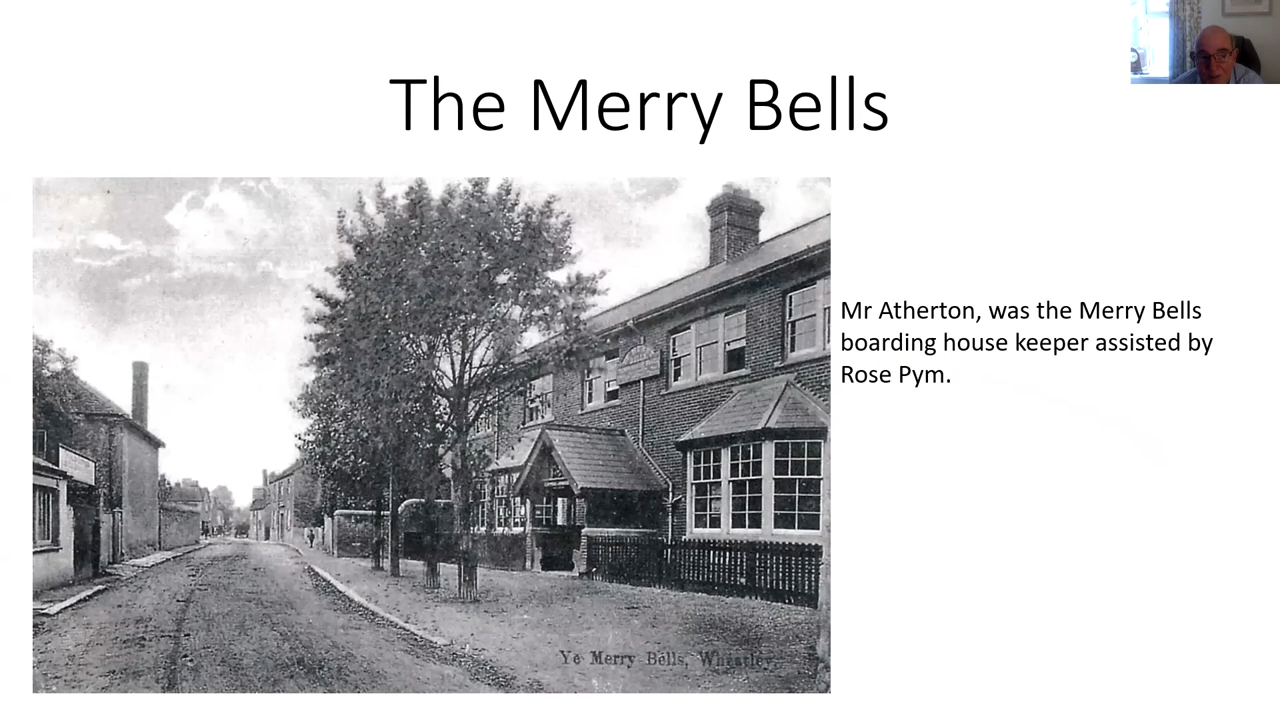 The Merry Bells
Mr Atherton, was the Merry Bells
boarding house keeper assisted by
Rose Pym.
Ye Merry Bells, Wheatley.